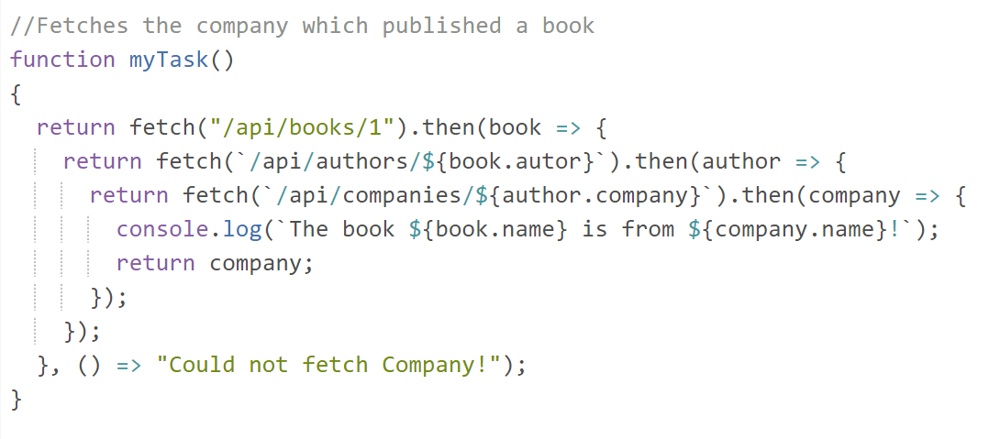 //Fetches the company which published a book
function myTask()
{
  return fetch("/api/books/1").then(book => {
    return fetch(`/api/authors/${book.autor}`).then(author => {
      return fetch(`/api/companies/${author.company}`).then(company => {
        console.log(`The book ${book.name} is from ${company.name}!`);
        return company;
      });
    });
  }, () => "Could not fetch Company!");
}